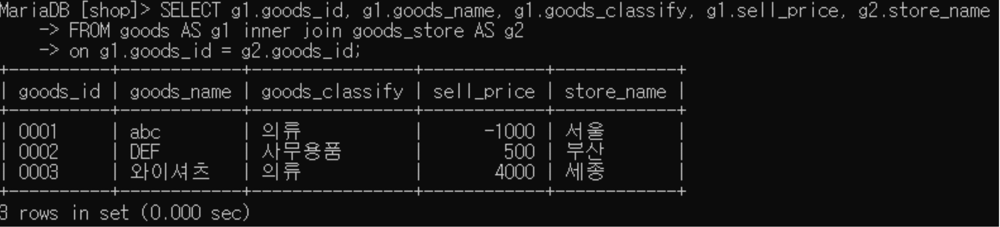 MariaDB [shop]> SELECT g1.goods_id, g1.goods_name, g1.goods_classify, g1.sell_price, g2.store_name
    -> FROM goods AS g1 inner join goods_store AS g2
    -> on g1.goods_id = g2.goods_id;
+----------+------------+----------------+------------+------------+
| goods_id | goods_name | goods_classify | sell_price | store_name |
+----------+------------+----------------+------------+------------+
| 0001     | abc        | 의류           |      -1000 | 서울       |
| 0002     | DEF        | 사무용품       |        500 | 부산       |
| 0003     | 와이셔츠   | 의류           |       4000 | 세종       |
+----------+------------+----------------+------------+------------+
3 rows in set (0.000 sec)